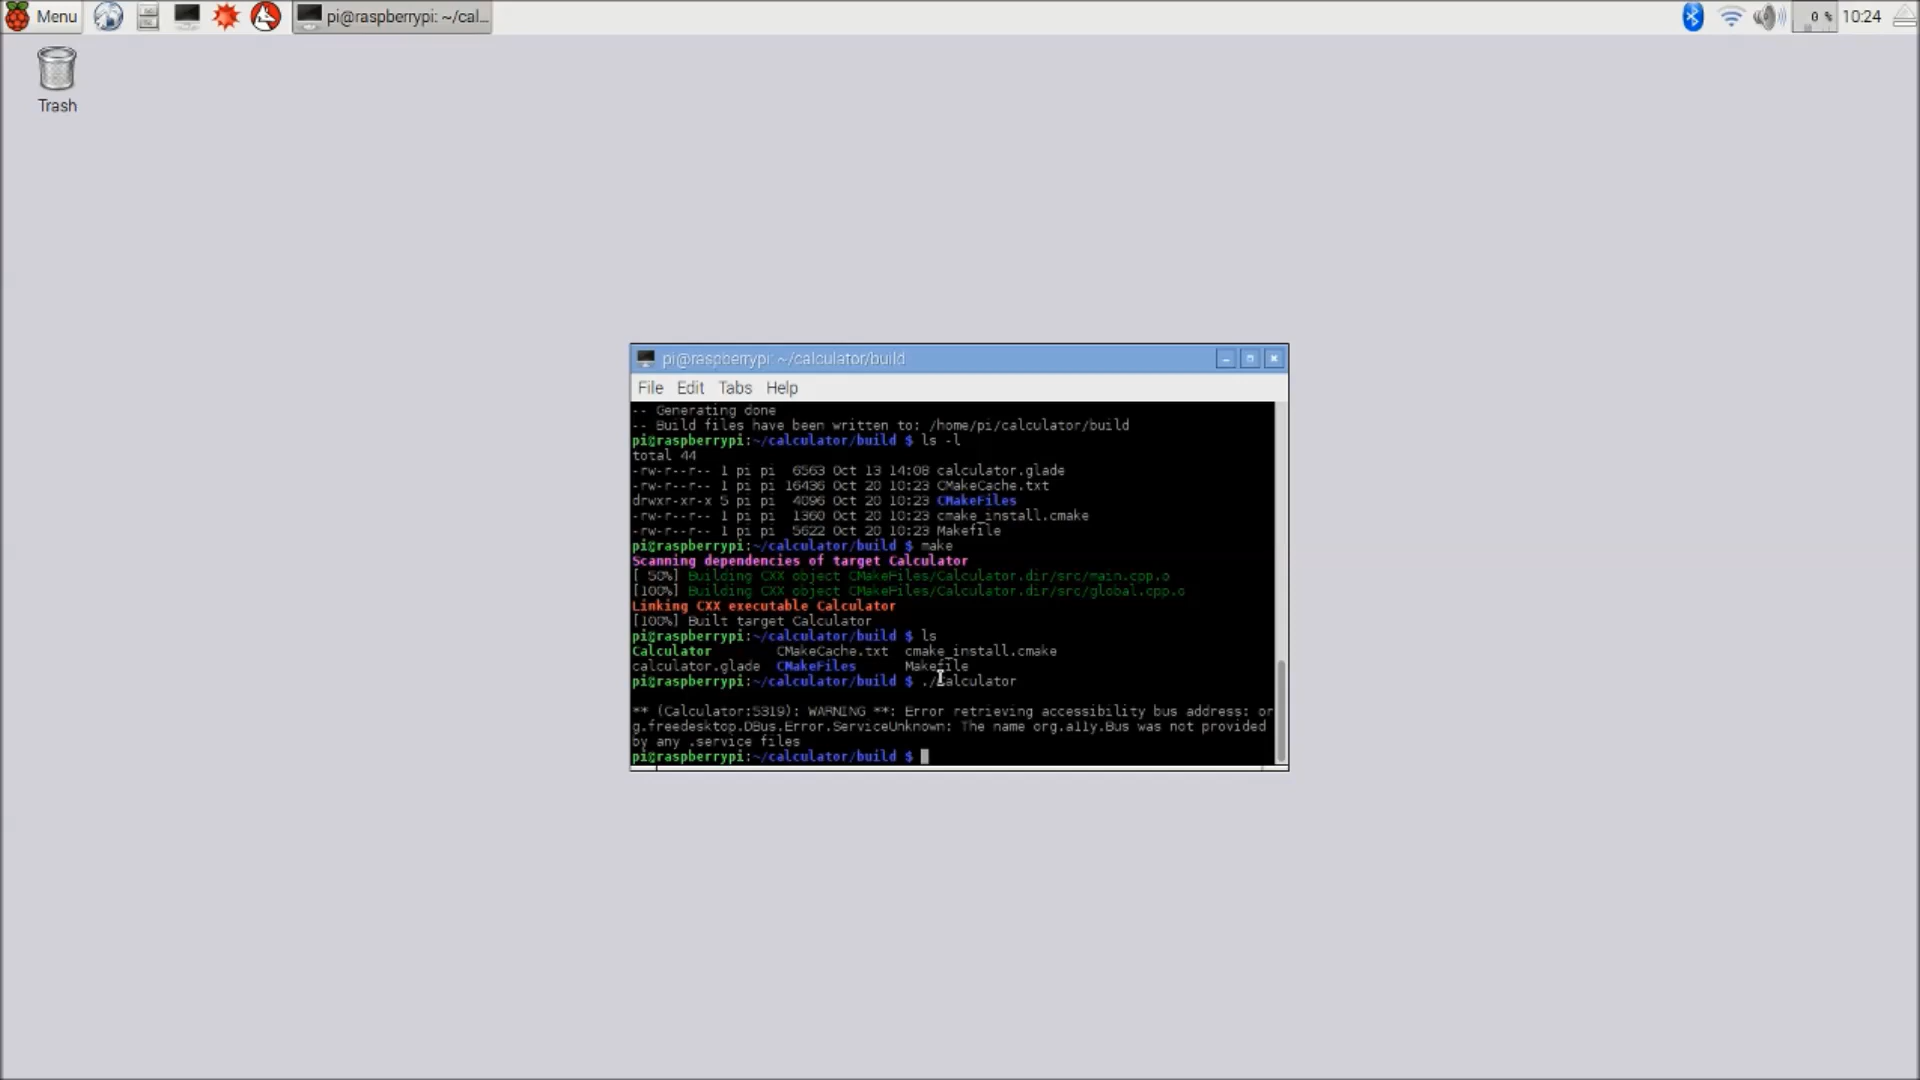 Menu
pi@raspberrypi: ~/cal...
0 %
10:24
Trash
pi@raspberrypi: ~/calculator/build
File Edit Tabs Help
-- Generating done
-- Build files have been written to: /home/pi/calculator/build
pi@raspberrypi:~/calculator/build $ ls -l
total 44
-rw-r--r-- 1 pi pi  6563 Oct 13 14:08 calculator.glade
-rw-r--r-- 1 pi pi 16436 Oct 20 10:23 CMakeCache.txt
drwxr-xr-x 5 pi pi  4096 Oct 20 10:23 CMakeFiles
-rw-r--r-- 1 pi pi  1360 Oct 20 10:23 cmake_install.cmake
-rw-r--r-- 1 pi pi  5622 Oct 20 10:23 Makefile
pi@raspberrypi:~/calculator/build $ make
Scanning dependencies of target Calculator
[ 50%] Building CXX object CMakeFiles/Calculator.dir/src/main.cpp.o
[100%] Building CXX object CMakeFiles/Calculator.dir/src/global.cpp.o
Linking CXX executable Calculator
[100%] Built target Calculator
pi@raspberrypi:~/calculator/build $ ls
Calculator        CMakeCache.txt  cmake_install.cmake
calculator.glade  CMakeFiles      Makefile
pi@raspberrypi:~/calculator/build $ ./Calculator
** (Calculator:5319): WARNING **: Error retrieving accessibility bus address: or
g.freedesktop.DBus.Error.ServiceUnknown: The name org.a11y.Bus was not provided
by any .service files
pi@raspberrypi:~/calculator/build $